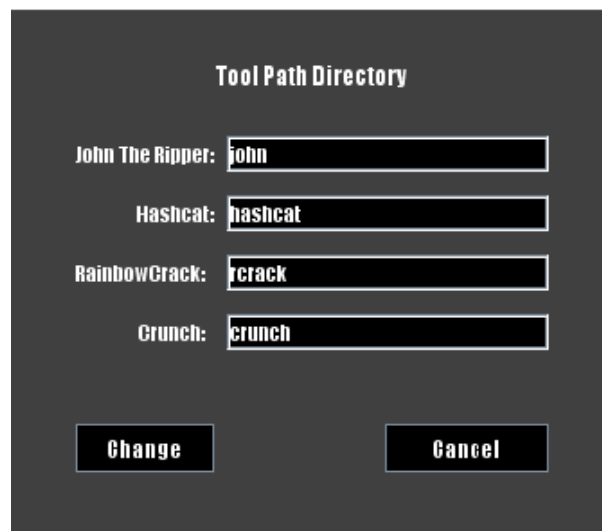 Tool Path Directory
John The Ripper: john
Hashcat: hashcat
RainbowCrack: rcrack
Crunch: crunch
Change Cancel